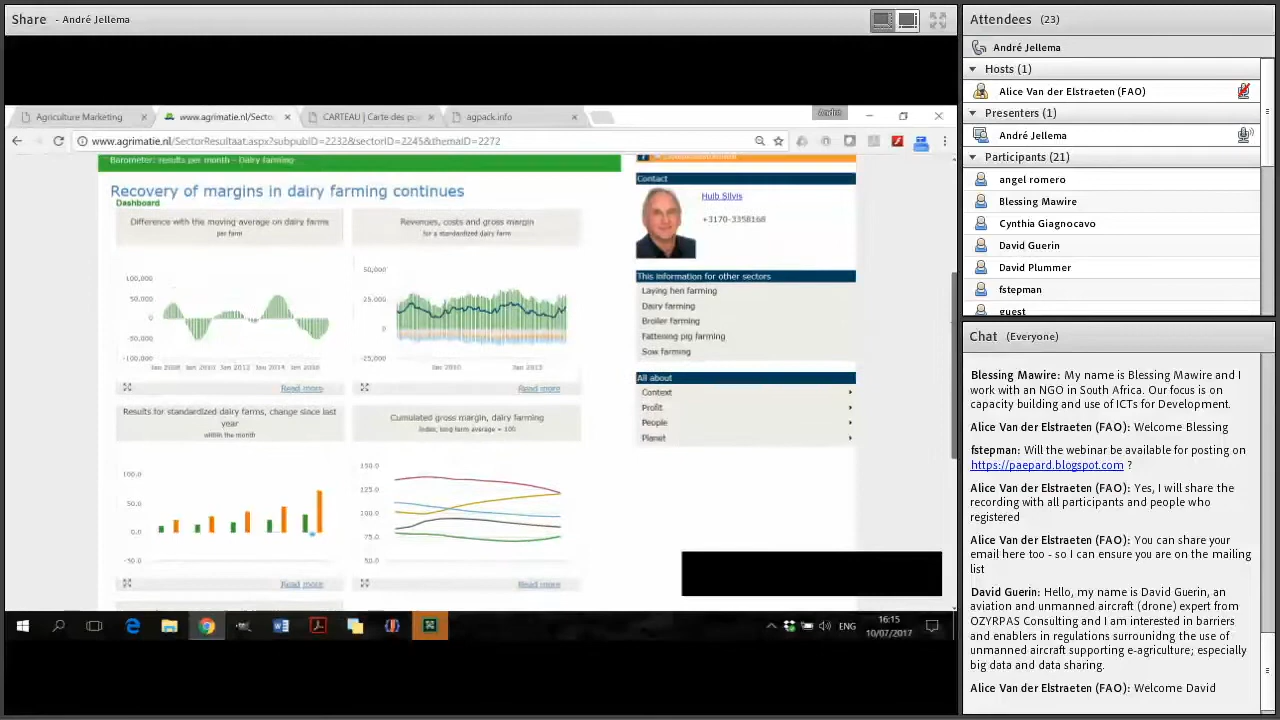 Share - André Jellema
Agriculture Marketing
www.agrimatie.nl/Secto
CARTEAU | Carte des po
agpack.info
André
www.agrimatie.nl/SectorResultaat.aspx?subpubID=2232&sectorID=2245&themaID=2272
Barometer: results per month - Dairy farming
Recovery of margins in dairy farming continues
Dashboard
Difference with the moving average on dairy farms
per farm
100,000
50,000
0
-50,000
-100,000
Jan 2008 Jan 2010 Jan 2012 Jan 2014 Jan 2016
Read more
Revenues, costs and gross margin
for a standardized dairy farm
50,000
25,000
0
-25,000
Read more
Results for standardized dairy farms, change since last
year
within the month
100.0
50.0
0.0
-50.0
Read more
Cumulated gross margin, dairy farming
Index, long term average = 100
150.0
125.0
100.0
75.0
50.0
Read more
Contact
Huib Silvis
+3170-3358168
This information for other sectors
Laying hen farming
Dairy farming
Broiler farming
Fattening pig farming
Sow farming
All about
Context
Profit
People
Planet
ENG
16:15
10/07/2017
Attendees (23)
André Jellema
Hosts (1)
Alice Van der Elstraeten (FAO)
Presenters (1)
André Jellema
Participants (21)
angel romero
Blessing Mawire
Cynthia Giagnocavo
David Guerin
David Plummer
fstepman
guest
Chat (Everyone)
Blessing Mawire: My name is Blessing Mawire and I
work with an NGO in South Africa. Our focus is on
capacity building and use of ICTs for Development.
Alice Van der Elstraeten (FAO): Welcome Blessing
fstepman: Will the webinar be available for posting on
https://paepard.blogspot.com ?
Alice Van der Elstraeten (FAO): Yes, I will share the
recording with all participants and people who
registered
Alice Van der Elstraeten (FAO): You can share your
email here too - so I can ensure you are on the mailing
list
David Guerin: Hello, my name is David Guerin, an
aviation and unmanned aircraft (drone) expert from
OZYRPAS Consulting and I am interested in barriers
and enablers in regulations surrounding the use of
unmanned aircraft supporting e-agriculture; especially
big data and data sharing.
Alice Van der Elstraeten (FAO): Welcome David